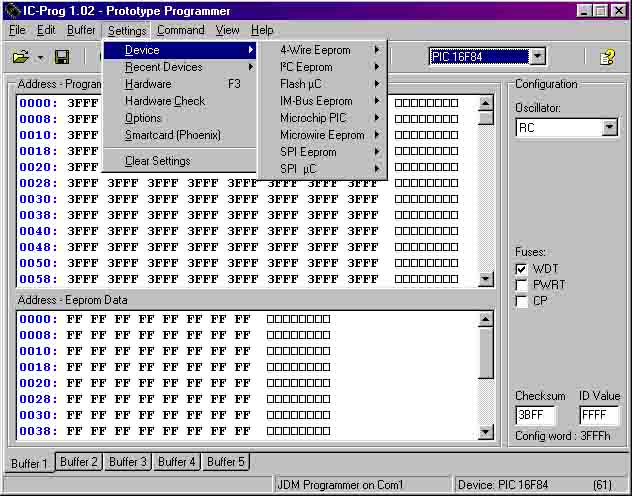 IC-Prog 1.02 - Prototype Programmer
File Edit Buffer Settings Command View Help
Device
Recent Devices
Hardware F3
Hardware Check
Options
Smartcard (Phoenix)
Clear Settings
4-Wire Eeprom
I²C Eeprom
Flash µC
IM-Bus Eeprom
Microchip PIC
Microwire Eeprom
SPI Eeprom
SPI µC
PIC 16F84
Address - Program
0000: 3FFF
0008: 3FFF
0010: 3FFF
0018: 3FFF
0020: 3FFF
0028: 3FFF 3FFF 3FFF 3FFF 3FFF 3FFF 3FFF 3FFF
0030: 3FFF 3FFF 3FFF 3FFF 3FFF 3FFF 3FFF 3FFF
0038: 3FFF 3FFF 3FFF 3FFF 3FFF 3FFF 3FFF 3FFF
0040: 3FFF 3FFF 3FFF 3FFF 3FFF 3FFF 3FFF 3FFF
0048: 3FFF 3FFF 3FFF 3FFF 3FFF 3FFF 3FFF 3FFF
0050: 3FFF 3FFF 3FFF 3FFF 3FFF 3FFF 3FFF 3FFF
0058: 3FFF 3FFF 3FFF 3FFF 3FFF 3FFF 3FFF 3FFF
Address - Eeprom Data
0000: FF FF FF FF FF FF FF FF
0008: FF FF FF FF FF FF FF FF
0010: FF FF FF FF FF FF FF FF
0018: FF FF FF FF FF FF FF FF
0020: FF FF FF FF FF FF FF FF
0028: FF FF FF FF FF FF FF FF
0030: FF FF FF FF FF FF FF FF
0038: FF FF FF FF FF FF FF FF
Configuration
Oscillator:
RC
Fuses:
WDT
PWRT
CP
Checksum ID Value
3BFF FFFF
Config word : 3FFFh
Buffer 1 Buffer 2 Buffer 3 Buffer 4 Buffer 5
JDM Programmer on Com1 Device: PIC 16F84 (61)